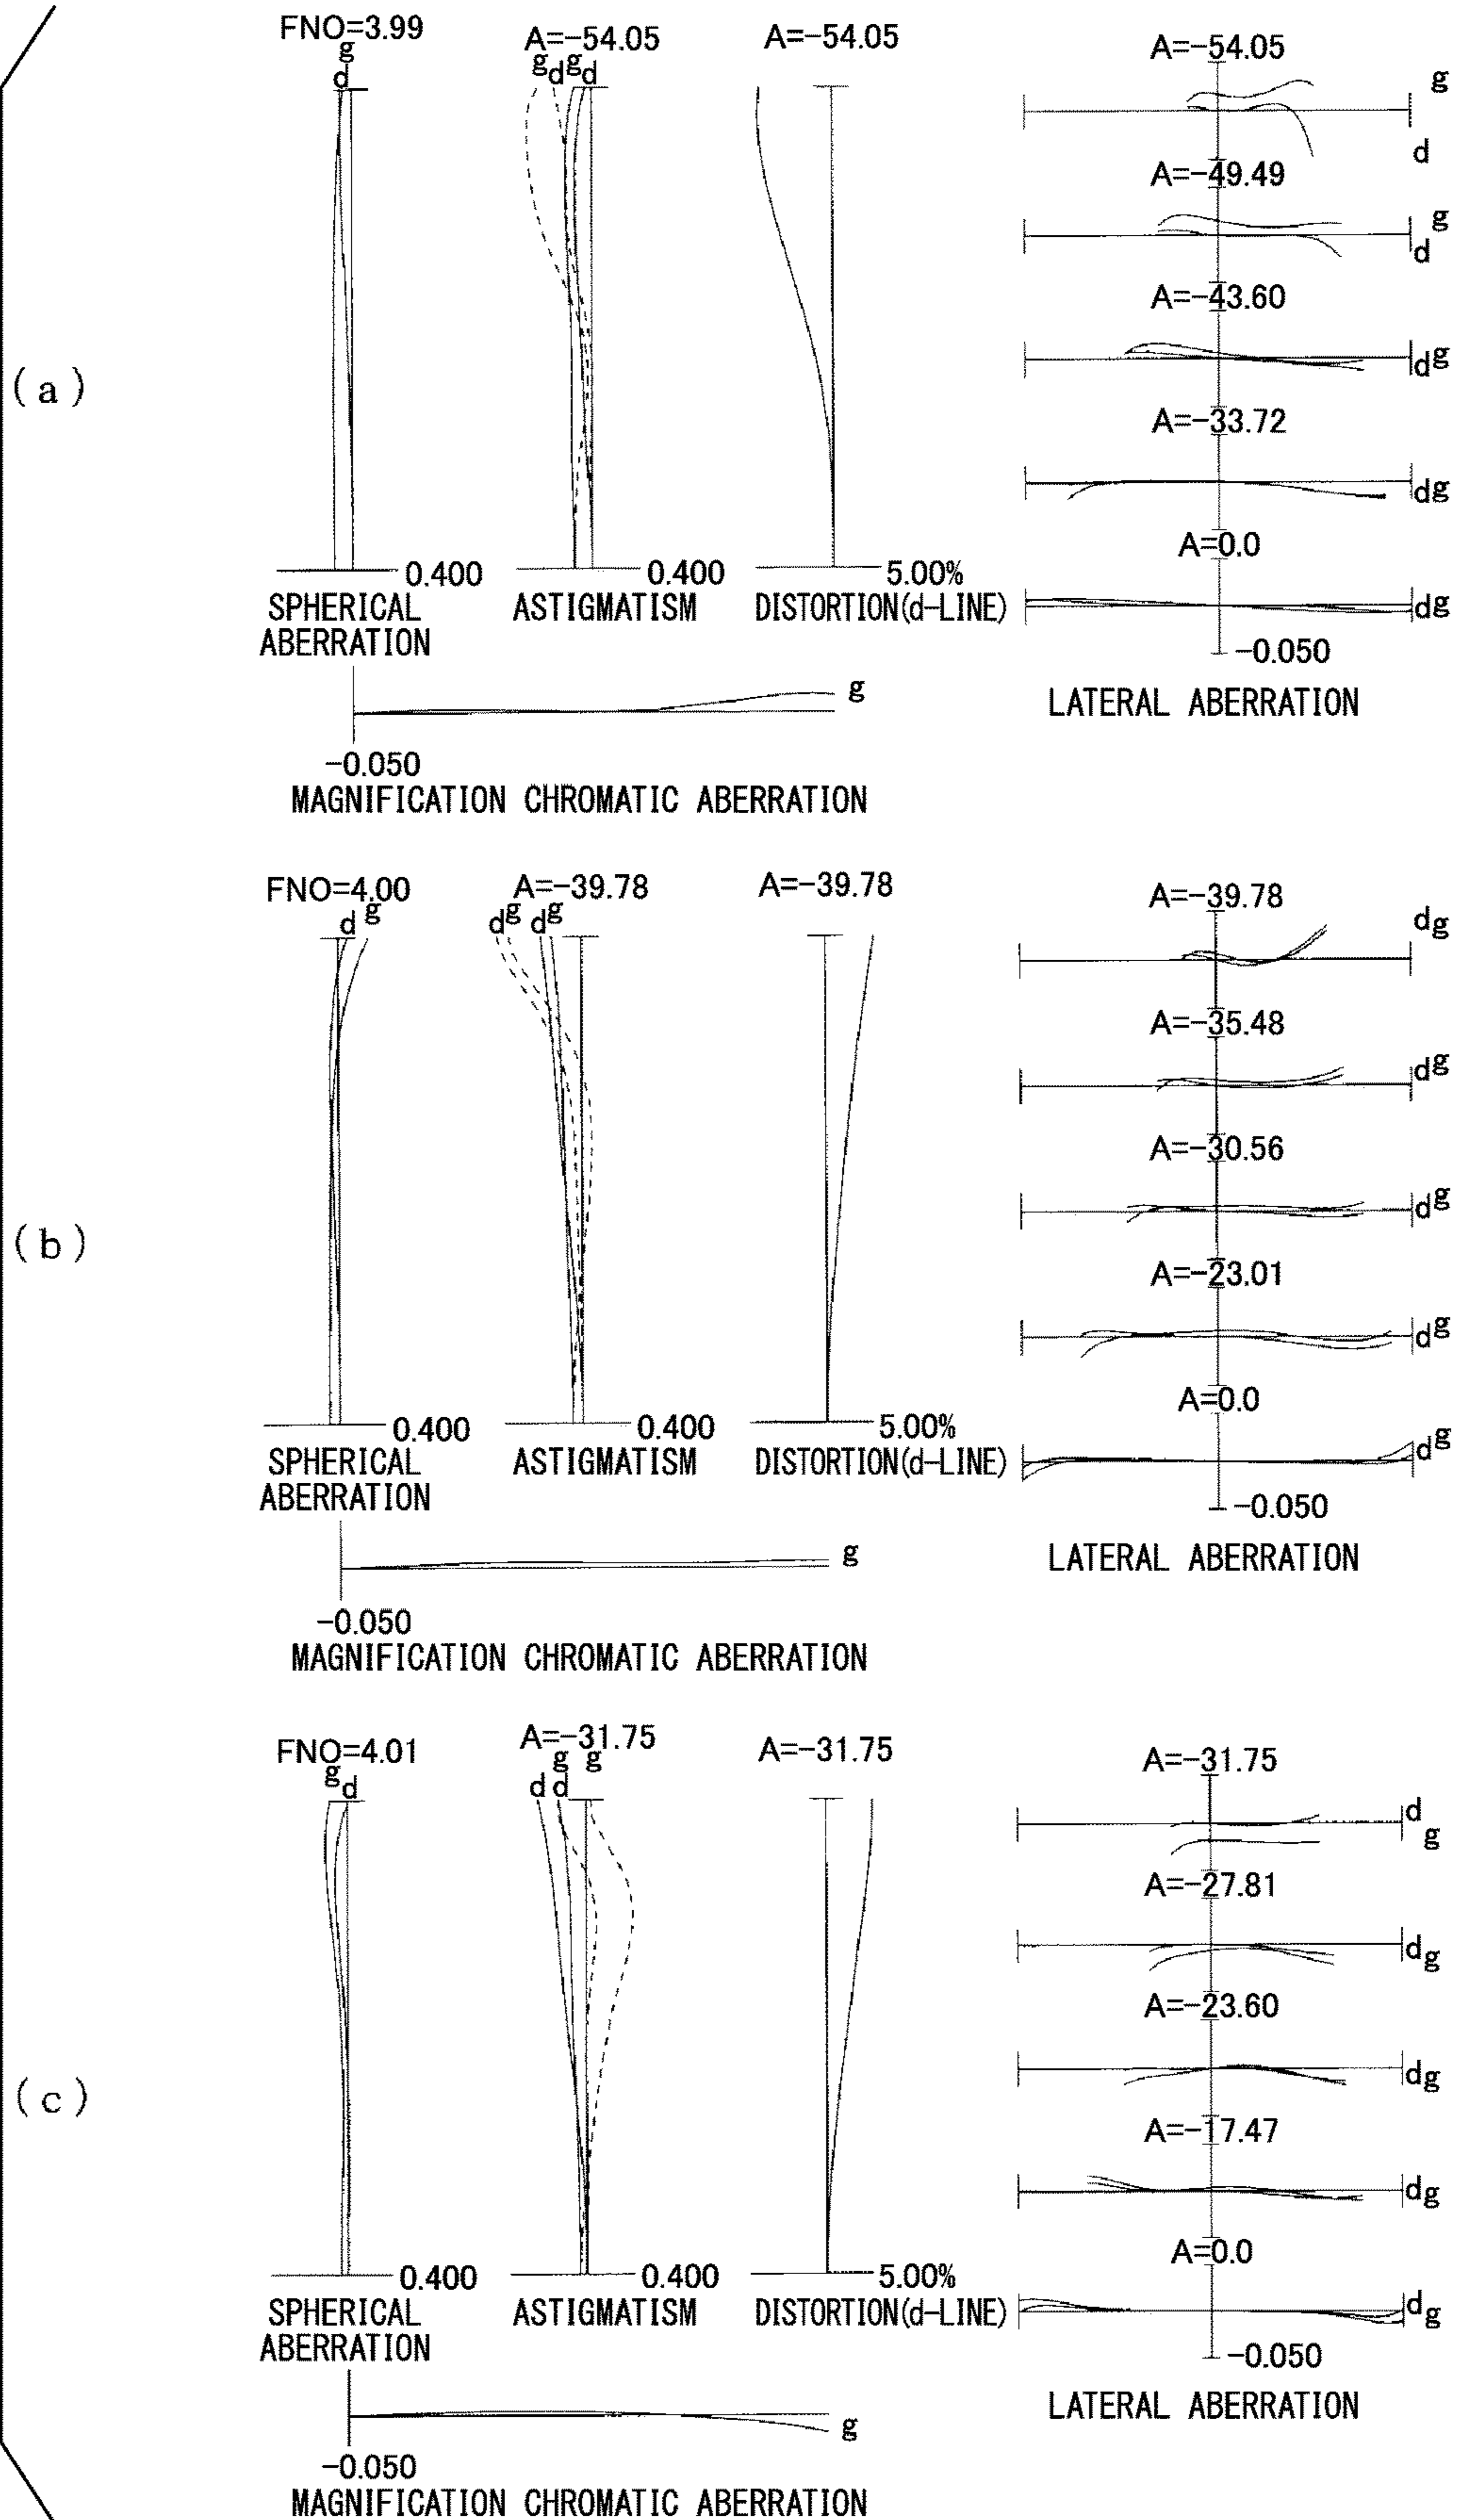 (a)
FNO=3.99
g
d
0.400
SPHERICAL
ABERRATION
A=-54.05
g d g d
0.400
ASTIGMATISM
A=-54.05
5.00%
DISTORTION(d-LINE)
A=-54.05
g
d
A=-49.49
g
d
A=-43.60
dg
A=-33.72
dg
A=0.0
dg
-0.050
LATERAL ABERRATION
g
-0.050
MAGNIFICATION CHROMATIC ABERRATION
(b)
FNO=4.00
d g
0.400
SPHERICAL
ABERRATION
A=-39.78
dg dg
0.400
ASTIGMATISM
A=-39.78
5.00%
DISTORTION(d-LINE)
A=-39.78
dg
A=-35.48
dg
A=-30.56
dg
A=-23.01
dg
A=0.0
dg
-0.050
LATERAL ABERRATION
g
-0.050
MAGNIFICATION CHROMATIC ABERRATION
(c)
FNO=4.01
g d
0.400
SPHERICAL
ABERRATION
A=-31.75
g g
d d
0.400
ASTIGMATISM
A=-31.75
5.00%
DISTORTION(d-LINE)
A=-31.75
d
g
A=-27.81
dg
A=-23.60
dg
A=-17.47
dg
A=0.0
dg
-0.050
LATERAL ABERRATION
g
-0.050
MAGNIFICATION CHROMATIC ABERRATION